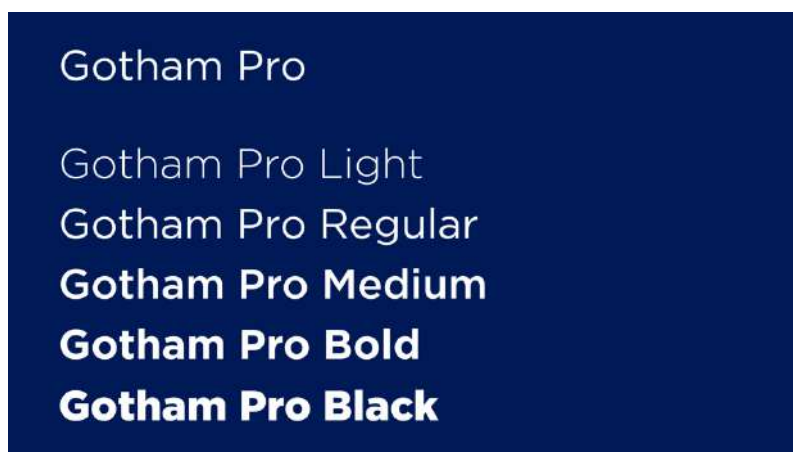 Gotham Pro
Gotham Pro Light
Gotham Pro Regular
Gotham Pro Medium
Gotham Pro Bold
Gotham Pro Black